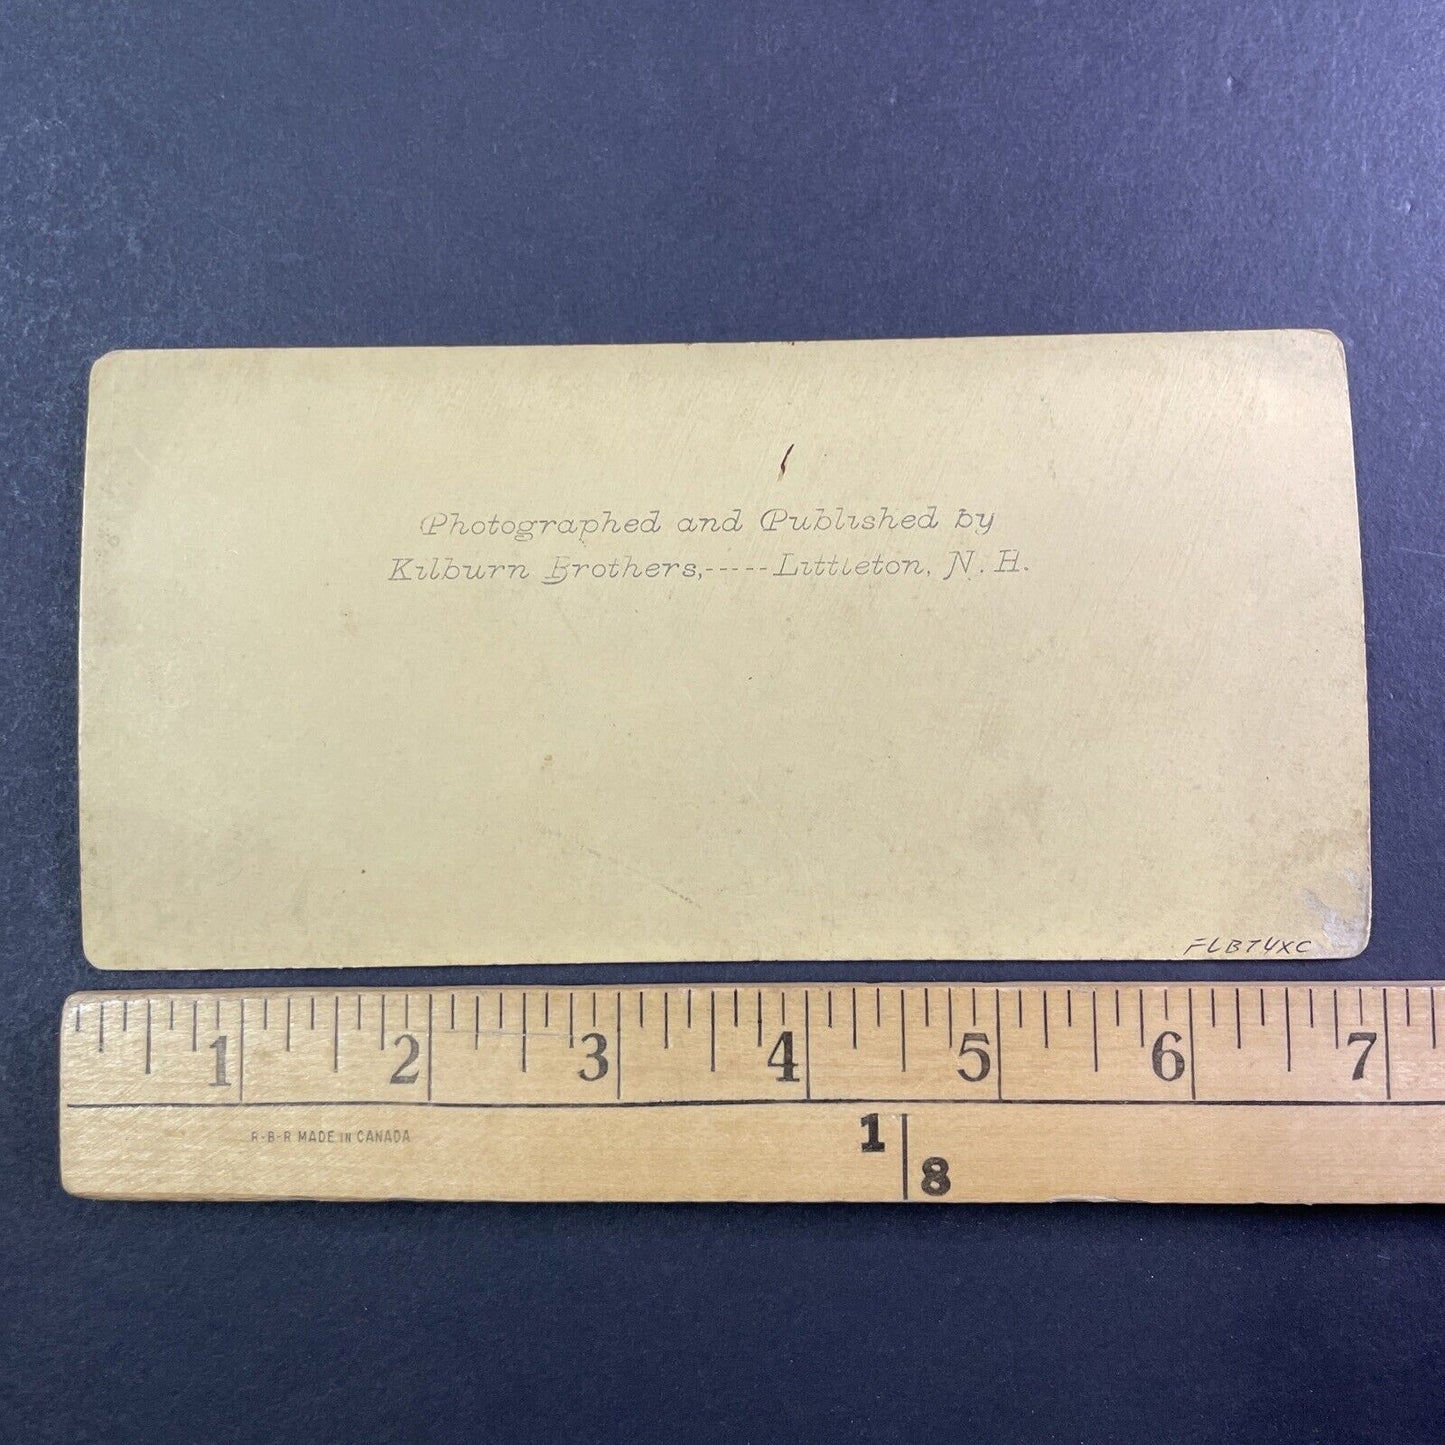 Photographed and Published by
Kilburn Brothers,-----Littleton, N. H.
FLBT4XC
1 2 3 4 5 6 7
R-B-R MADE IN CANADA
1
8